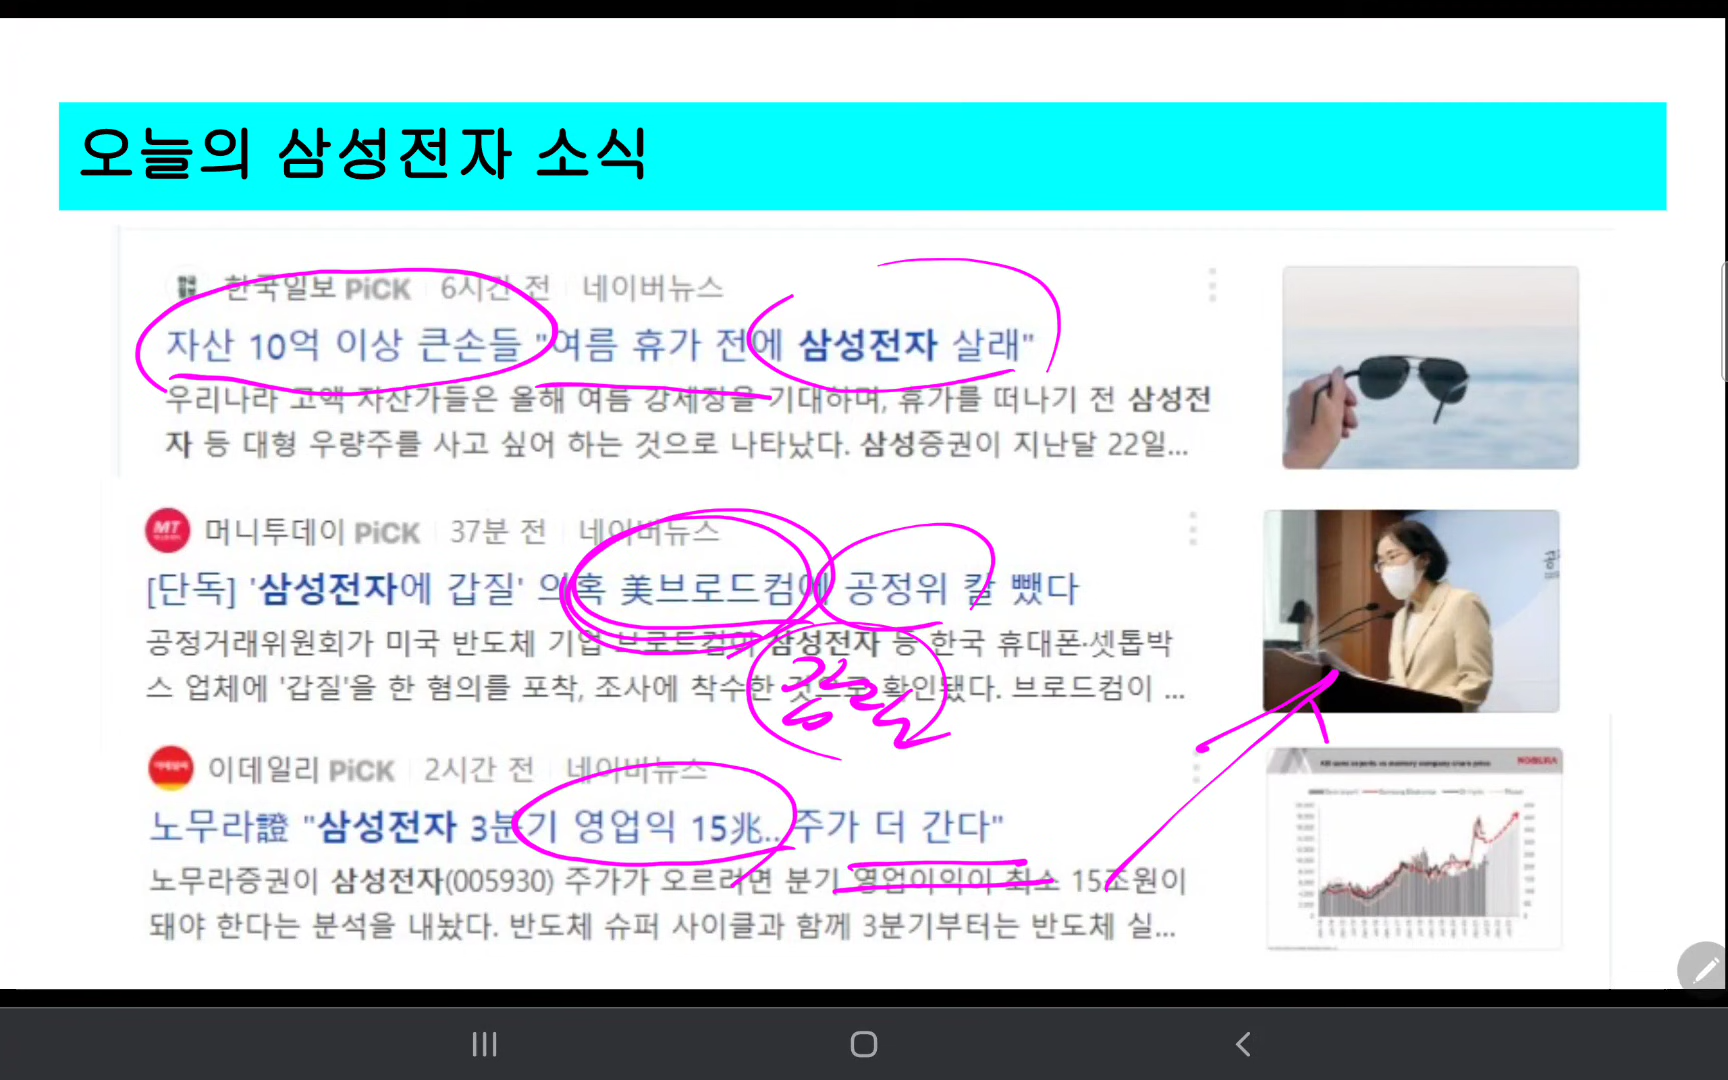 오늘의 삼성전자 소식
한국일보 PiCK 6시간 전 네이버뉴스
자산 10억 이상 큰손들 "여름 휴가 전에 삼성전자 살래"
우리나라 고액 자산가들은 올해 여름 강세장을 기대하며, 휴가를 떠나기 전 삼성전
자 등 대형 우량주를 사고 싶어 하는 것으로 나타났다. 삼성증권이 지난달 22일...
MT 머니투데이 PiCK 37분 전 네이버뉴스
[단독] '삼성전자에 갑질' 의혹 美브로드컴에 공정위 칼 뺐다
공정거래위원회가 미국 반도체 기업 브로드컴이 삼성전자 등 한국 휴대폰·셋톱박
스 업체에 '갑질'을 한 혐의를 포착, 조사에 착수한 것으로 확인됐다. 브로드컴이 ...
이데일리 이데일리 PiCK 2시간 전 네이버뉴스
노무라證 "삼성전자 3분기 영업익 15兆.. 주가 더 간다"
노무라증권이 삼성전자(005930) 주가가 오르려면 분기 영업이익이 최소 15조원이
돼야 한다는 분석을 내놨다. 반도체 슈퍼 사이클과 함께 3분기부터는 반도체 실...
NOMURA